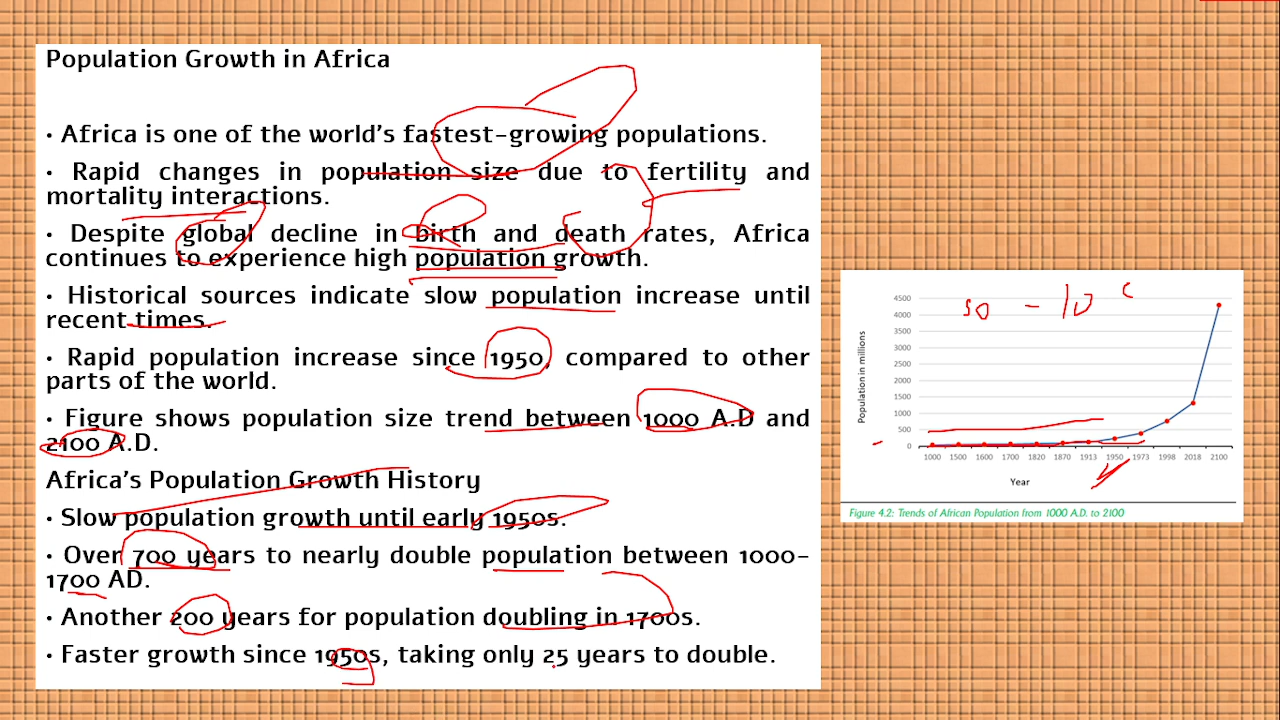 Population Growth in Africa
• Africa is one of the world's fastest-growing populations.
• Rapid changes in population size due to fertility and
mortality interactions.
• Despite global decline in birth and death rates, Africa
continues to experience high population growth.
• Historical sources indicate slow population increase until
recent times.
• Rapid population increase since 1950, compared to other
parts of the world.
• Figure shows population size trend between 1000 A.D and
2100 A.D.
Africa's Population Growth History
• Slow population growth until early 1950s.
• Over 700 years to nearly double population between 1000-
1700 AD.
• Another 200 years for population doubling in 1700s.
• Faster growth since 1950s, taking only 25 years to double.
Population in millions
4500
4000
3500
3000
2500
2000
1500
1000
500
0
1000 1500 1600 1700 1820 1870 1913 1950 1973 1998 2018 2100
Year
Figure 4.2: Trends of African Population from 1000 A.D. to 2100